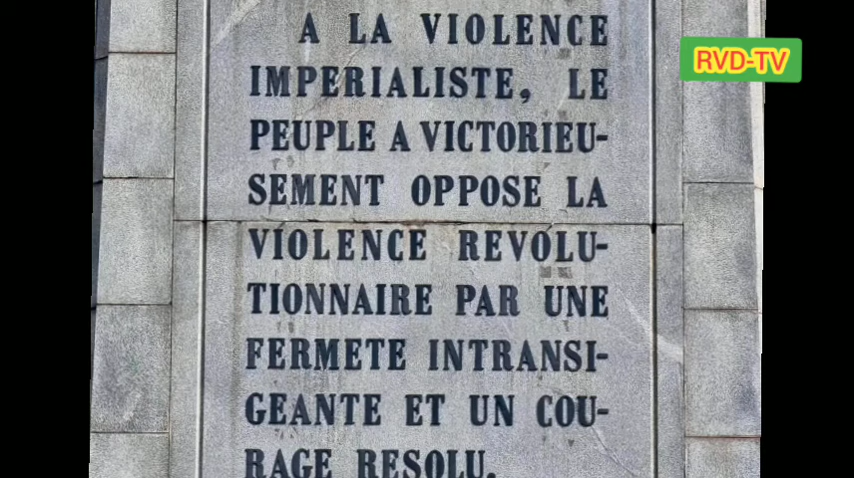 A LA VIOLENCE
RVD-TV
IMPERIALISTE, LE
PEUPLE A VICTORIEU-
SEMENT OPPOSE LA
VIOLENCE REVOLU-
TIONNAIRE PAR UNE
FERMETE INTRANSI-
GEANTE ET UN COU-
RAGE RESOLU.